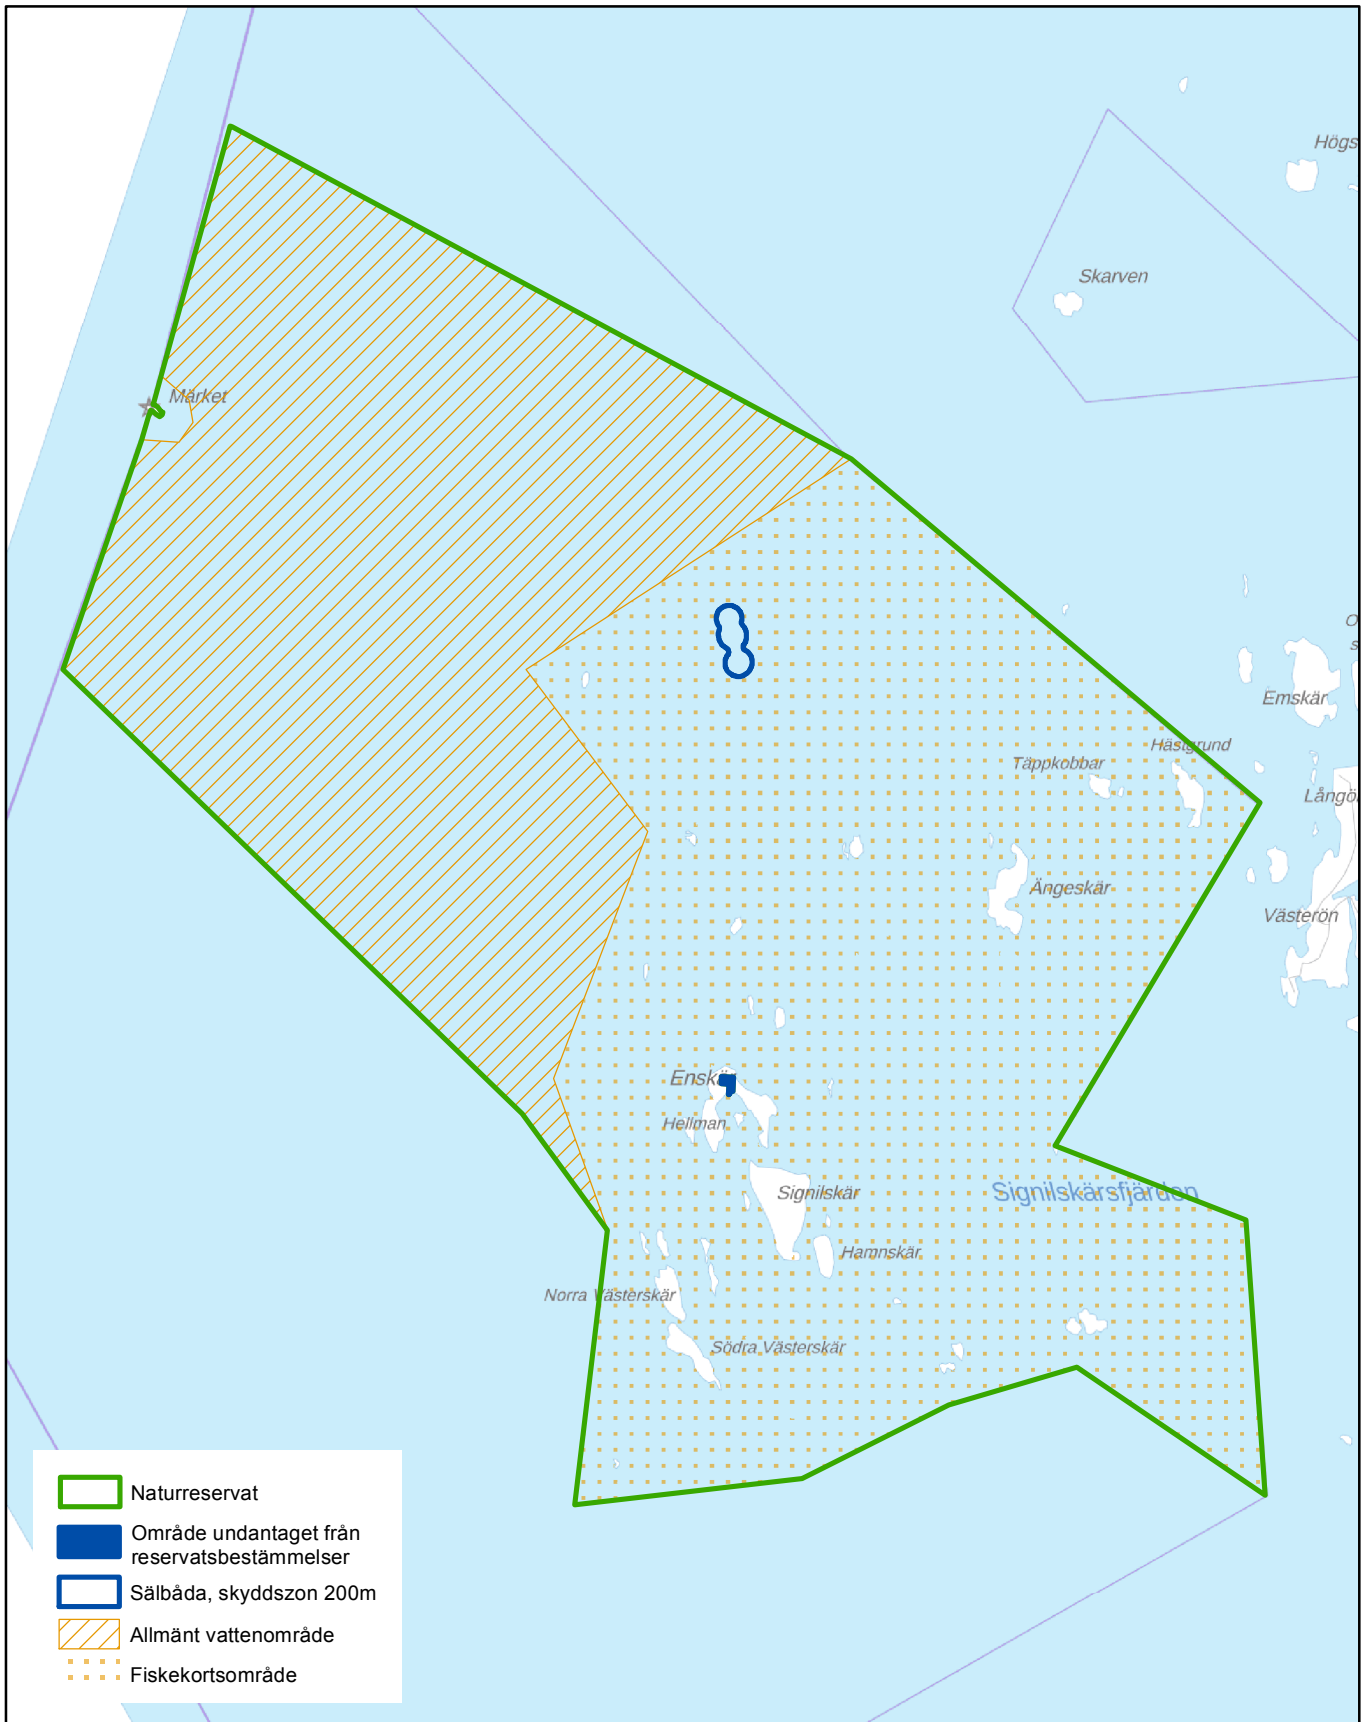 Högs
Skarven
Märket
O
s
Emskär
Hästgrund
Täppkobbar
Långö
Ängeskär
Västerön
Enskär
Hellman
Signilskär
Signilskärsfjärden
Hamnskär
Norra Västerskär
Södra Västerskär
Naturreservat
Område undantaget från
reservatsbestämmelser
Sälbåda, skyddszon 200m
Allmänt vattenområde
Fiskekortsområde